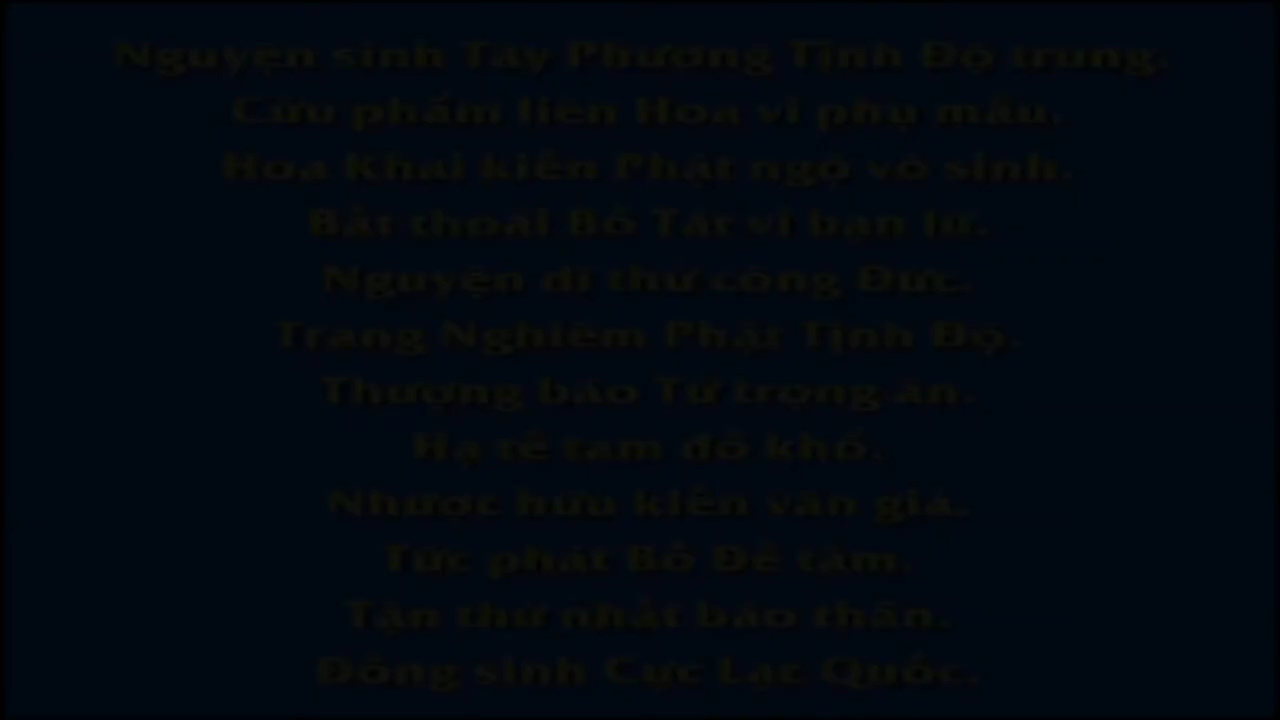 Nguyện sinh Tây Phương Tịnh Độ trung.
Cửu phẩm liên Hoa vi phụ mẫu.
Hoa Khai kiến Phật ngộ vô sinh.
Bất thoái Bồ Tát vi bạn lữ.
Nguyện dĩ thử công Đức.
Trang Nghiêm Phật Tịnh Độ.
Thượng báo Tứ trọng ân.
Hạ tế tam đồ khổ.
Nhược hữu kiến văn giả.
Tức phát Bồ Đề tâm.
Tận thử nhất báo thân.
Đồng sinh Cực Lạc Quốc.